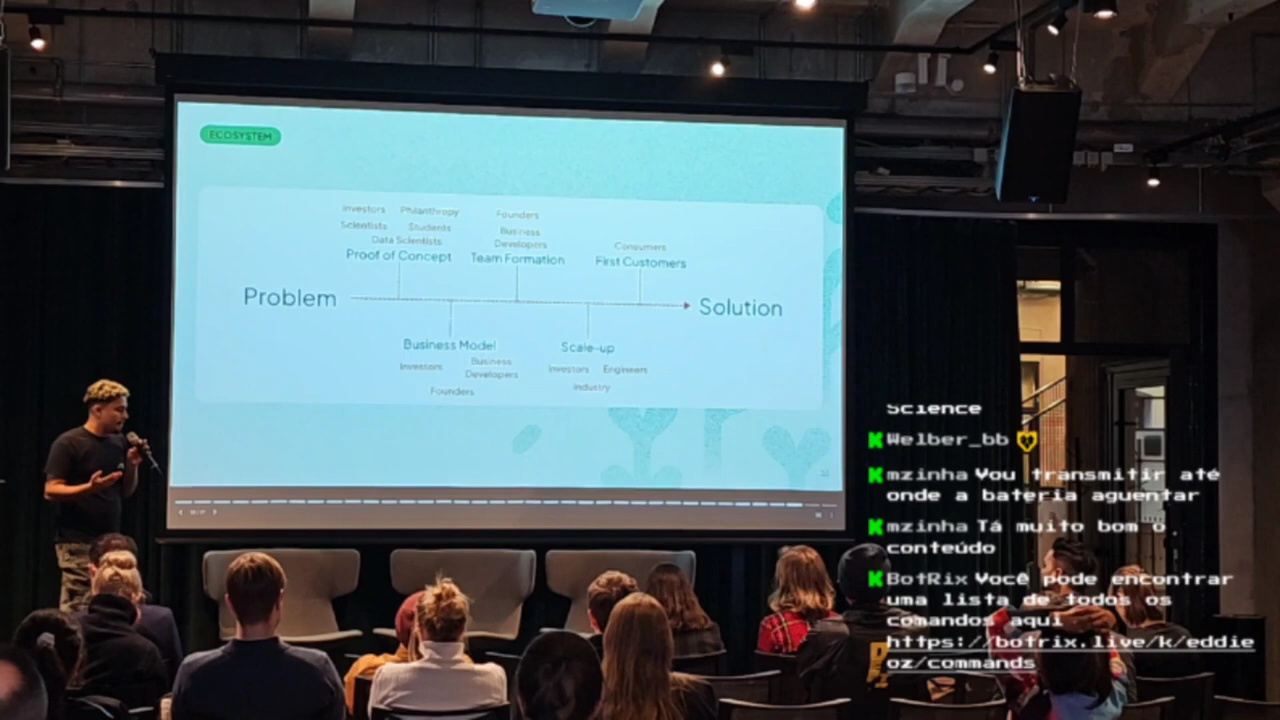 ECOSYSTEM
Investors Philanthropy
Scientists Students
Data Scientists
Proof of Concept
Founders
Business
Developers
Team Formation
Consumers
First Customers
Problem
Solution
Business Model
Investors Business
Developers
Founders
Scale-up
Investors Engineers
Industry
Science
Welber_bb
mzinha Vou transmitir até
onde a bateria aguentar
mzinha Tá muito bom o
conteúdo
BotRix Você pode encontrar
uma lista de todos os
comandos aqui
https://botrix.live/k/eddie
oz/commands